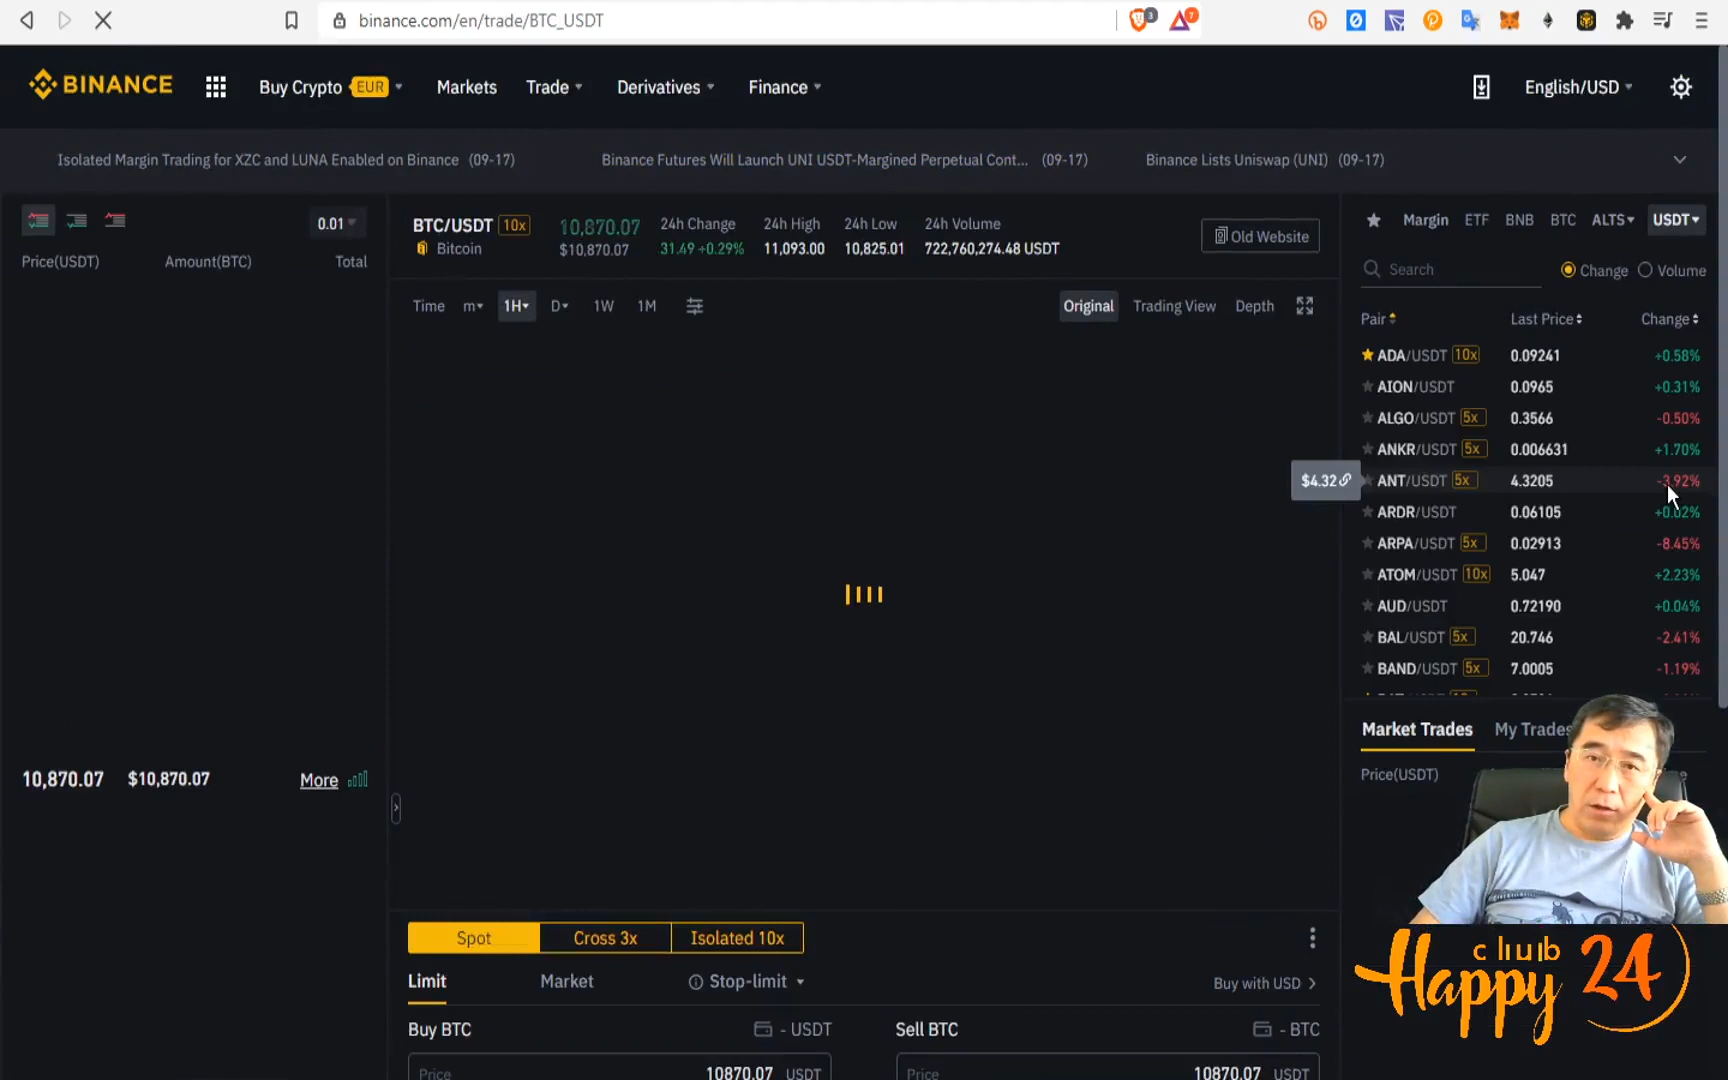 binance.com/en/trade/BTC_USDT
3
7
BINANCE
Buy Crypto EUR
Markets
Trade
Derivatives
Finance
English/USD
Isolated Margin Trading for XZC and LUNA Enabled on Binance (09-17)
Binance Futures Will Launch UNI USDT-Margined Perpetual Cont... (09-17)
Binance Lists Uniswap (UNI) (09-17)
0.01
Price(USDT) Amount(BTC) Total
10,870.07 $10,870.07 More
BTC/USDT 10x
Bitcoin
10,870.07
$10,870.07
24h Change
31.49 +0.29%
24h High
11,093.00
24h Low
10,825.01
24h Volume
722,760,274.48 USDT
Old Website
Time m 1H D 1W 1M
Original Trading View Depth
Margin ETF BNB BTC ALTS USDT
Search
Change Volume
Pair Last Price Change
ADA/USDT 10x 0.09241 +0.58%
AION/USDT 0.0965 +0.31%
ALGO/USDT 5x 0.3566 -0.50%
ANKR/USDT 5x 0.006631 +1.70%
$4.32
ANT/USDT 5x 4.3205 -3.92%
ARDR/USDT 0.06105 +0.02%
ARPA/USDT 5x 0.02913 -8.45%
ATOM/USDT 10x 5.047 +2.23%
AUD/USDT 0.72190 +0.04%
BAL/USDT 5x 20.746 -2.41%
BAND/USDT 5x 7.0005 -1.19%
Market Trades My Trades
Price(USDT)
Spot Cross 3x Isolated 10x
Limit Market Stop-limit
Buy with USD
Buy BTC - USDT
Sell BTC - BTC
Price 10870.07 USDT
Price 10870.07 USDT
club
Happy 24